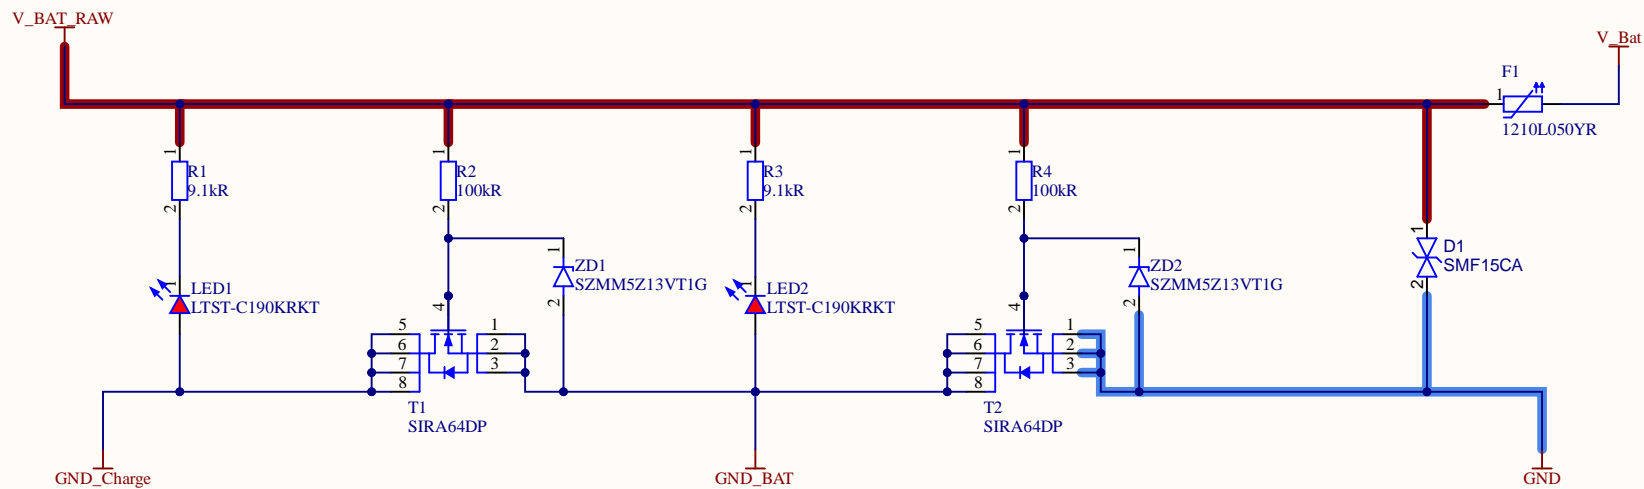 V_BAT_RAW
V_Bat
F1
1
1210L050YR
1
R1
9.1kR
2
1
R2
100kR
2
1
R3
9.1kR
2
1
R4
100kR
2
1
LED1
LTST-C190KRKT
1
ZD1
SZMM5Z13VT1G
2
1
LED2
LTST-C190KRKT
1
ZD2
SZMM5Z13VT1G
2
1
D1
SMF15CA
2
4
5
6
7
8
1
2
3
T1
SIRA64DP
4
5
6
7
8
1
2
3
T2
SIRA64DP
GND_Charge
GND_BAT
GND